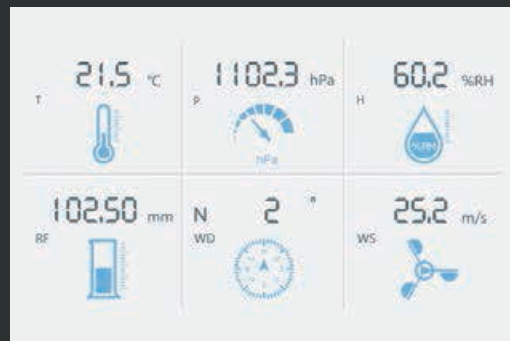 21.5 °C
T
1102.3 hPa
P
hPa
60.2 %RH
H
%RH
102.50 mm
RF
N 2 °
WD
25.2 m/s
WS